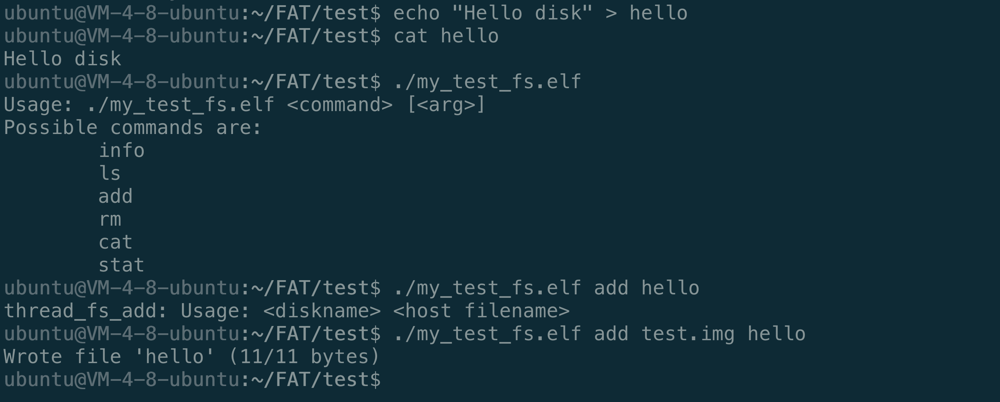 ubuntu@VM-4-8-ubuntu:~/FAT/test$ echo "Hello disk" > hello
ubuntu@VM-4-8-ubuntu:~/FAT/test$ cat hello
Hello disk
ubuntu@VM-4-8-ubuntu:~/FAT/test$ ./my_test_fs.elf
Usage: ./my_test_fs.elf <command> [<arg>]
Possible commands are:
        info
        ls
        add
        rm
        cat
        stat
ubuntu@VM-4-8-ubuntu:~/FAT/test$ ./my_test_fs.elf add hello
thread_fs_add: Usage: <diskname> <host filename>
ubuntu@VM-4-8-ubuntu:~/FAT/test$ ./my_test_fs.elf add test.img hello
Wrote file 'hello' (11/11 bytes)
ubuntu@VM-4-8-ubuntu:~/FAT/test$